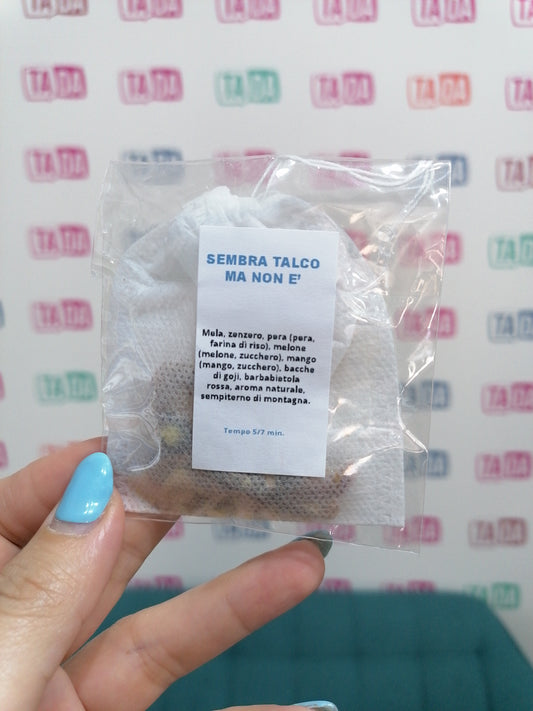 SEMBRA TALCO
MA NON E'
Mela, zenzero, pera (pera,
farina di riso), melone
(melone, zucchero), mango
(mango, zucchero), bacche
di goji, barbabietola
rossa, aroma naturale,
sempiterno di montagna.
Tempo 5/7 min.
TADA